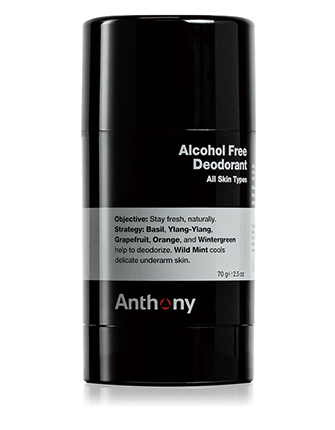 Alcohol Free
Deodorant
All Skin Types
Objective: Stay fresh, naturally.
Strategy: Basil, Ylang-Ylang,
Grapefruit, Orange, and Wintergreen
help to deodorize. Wild Mint cools
delicate underarm skin.
70 g ℮ 2.5 oz
Anthony